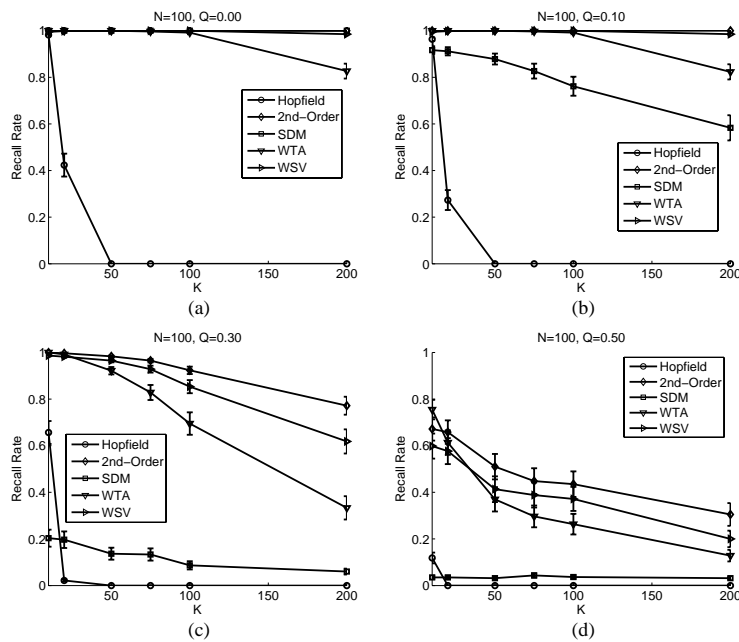 N=100, Q=0.00
1
0.8
0.6
0.4
0.2
0
Recall Rate
50
100
150
200
K
Hopfield
2nd-Order
SDM
WTA
WSV
(a)
N=100, Q=0.10
1
0.8
0.6
0.4
0.2
0
Recall Rate
50
100
150
200
K
Hopfield
2nd-Order
SDM
WTA
WSV
(b)
N=100, Q=0.30
1
0.8
0.6
0.4
0.2
0
Recall Rate
50
100
150
200
K
Hopfield
2nd-Order
SDM
WTA
WSV
(c)
N=100, Q=0.50
1
0.8
0.6
0.4
0.2
0
Recall Rate
50
100
150
200
K
Hopfield
2nd-Order
SDM
WTA
WSV
(d)